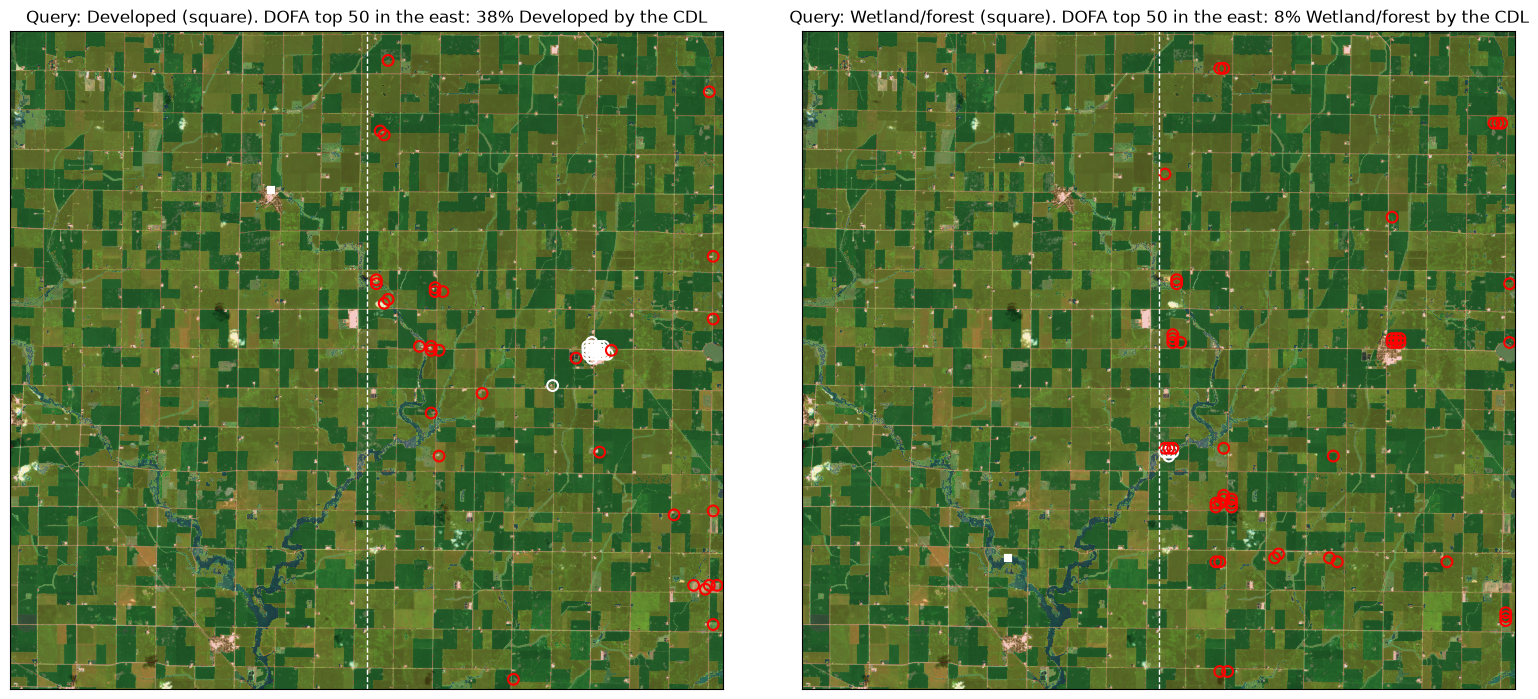 Query: Developed (square). DOFA top 50 in the east: 38% Developed by the CDL
Query: Wetland/forest (square). DOFA top 50 in the east: 8% Wetland/forest by the CDL